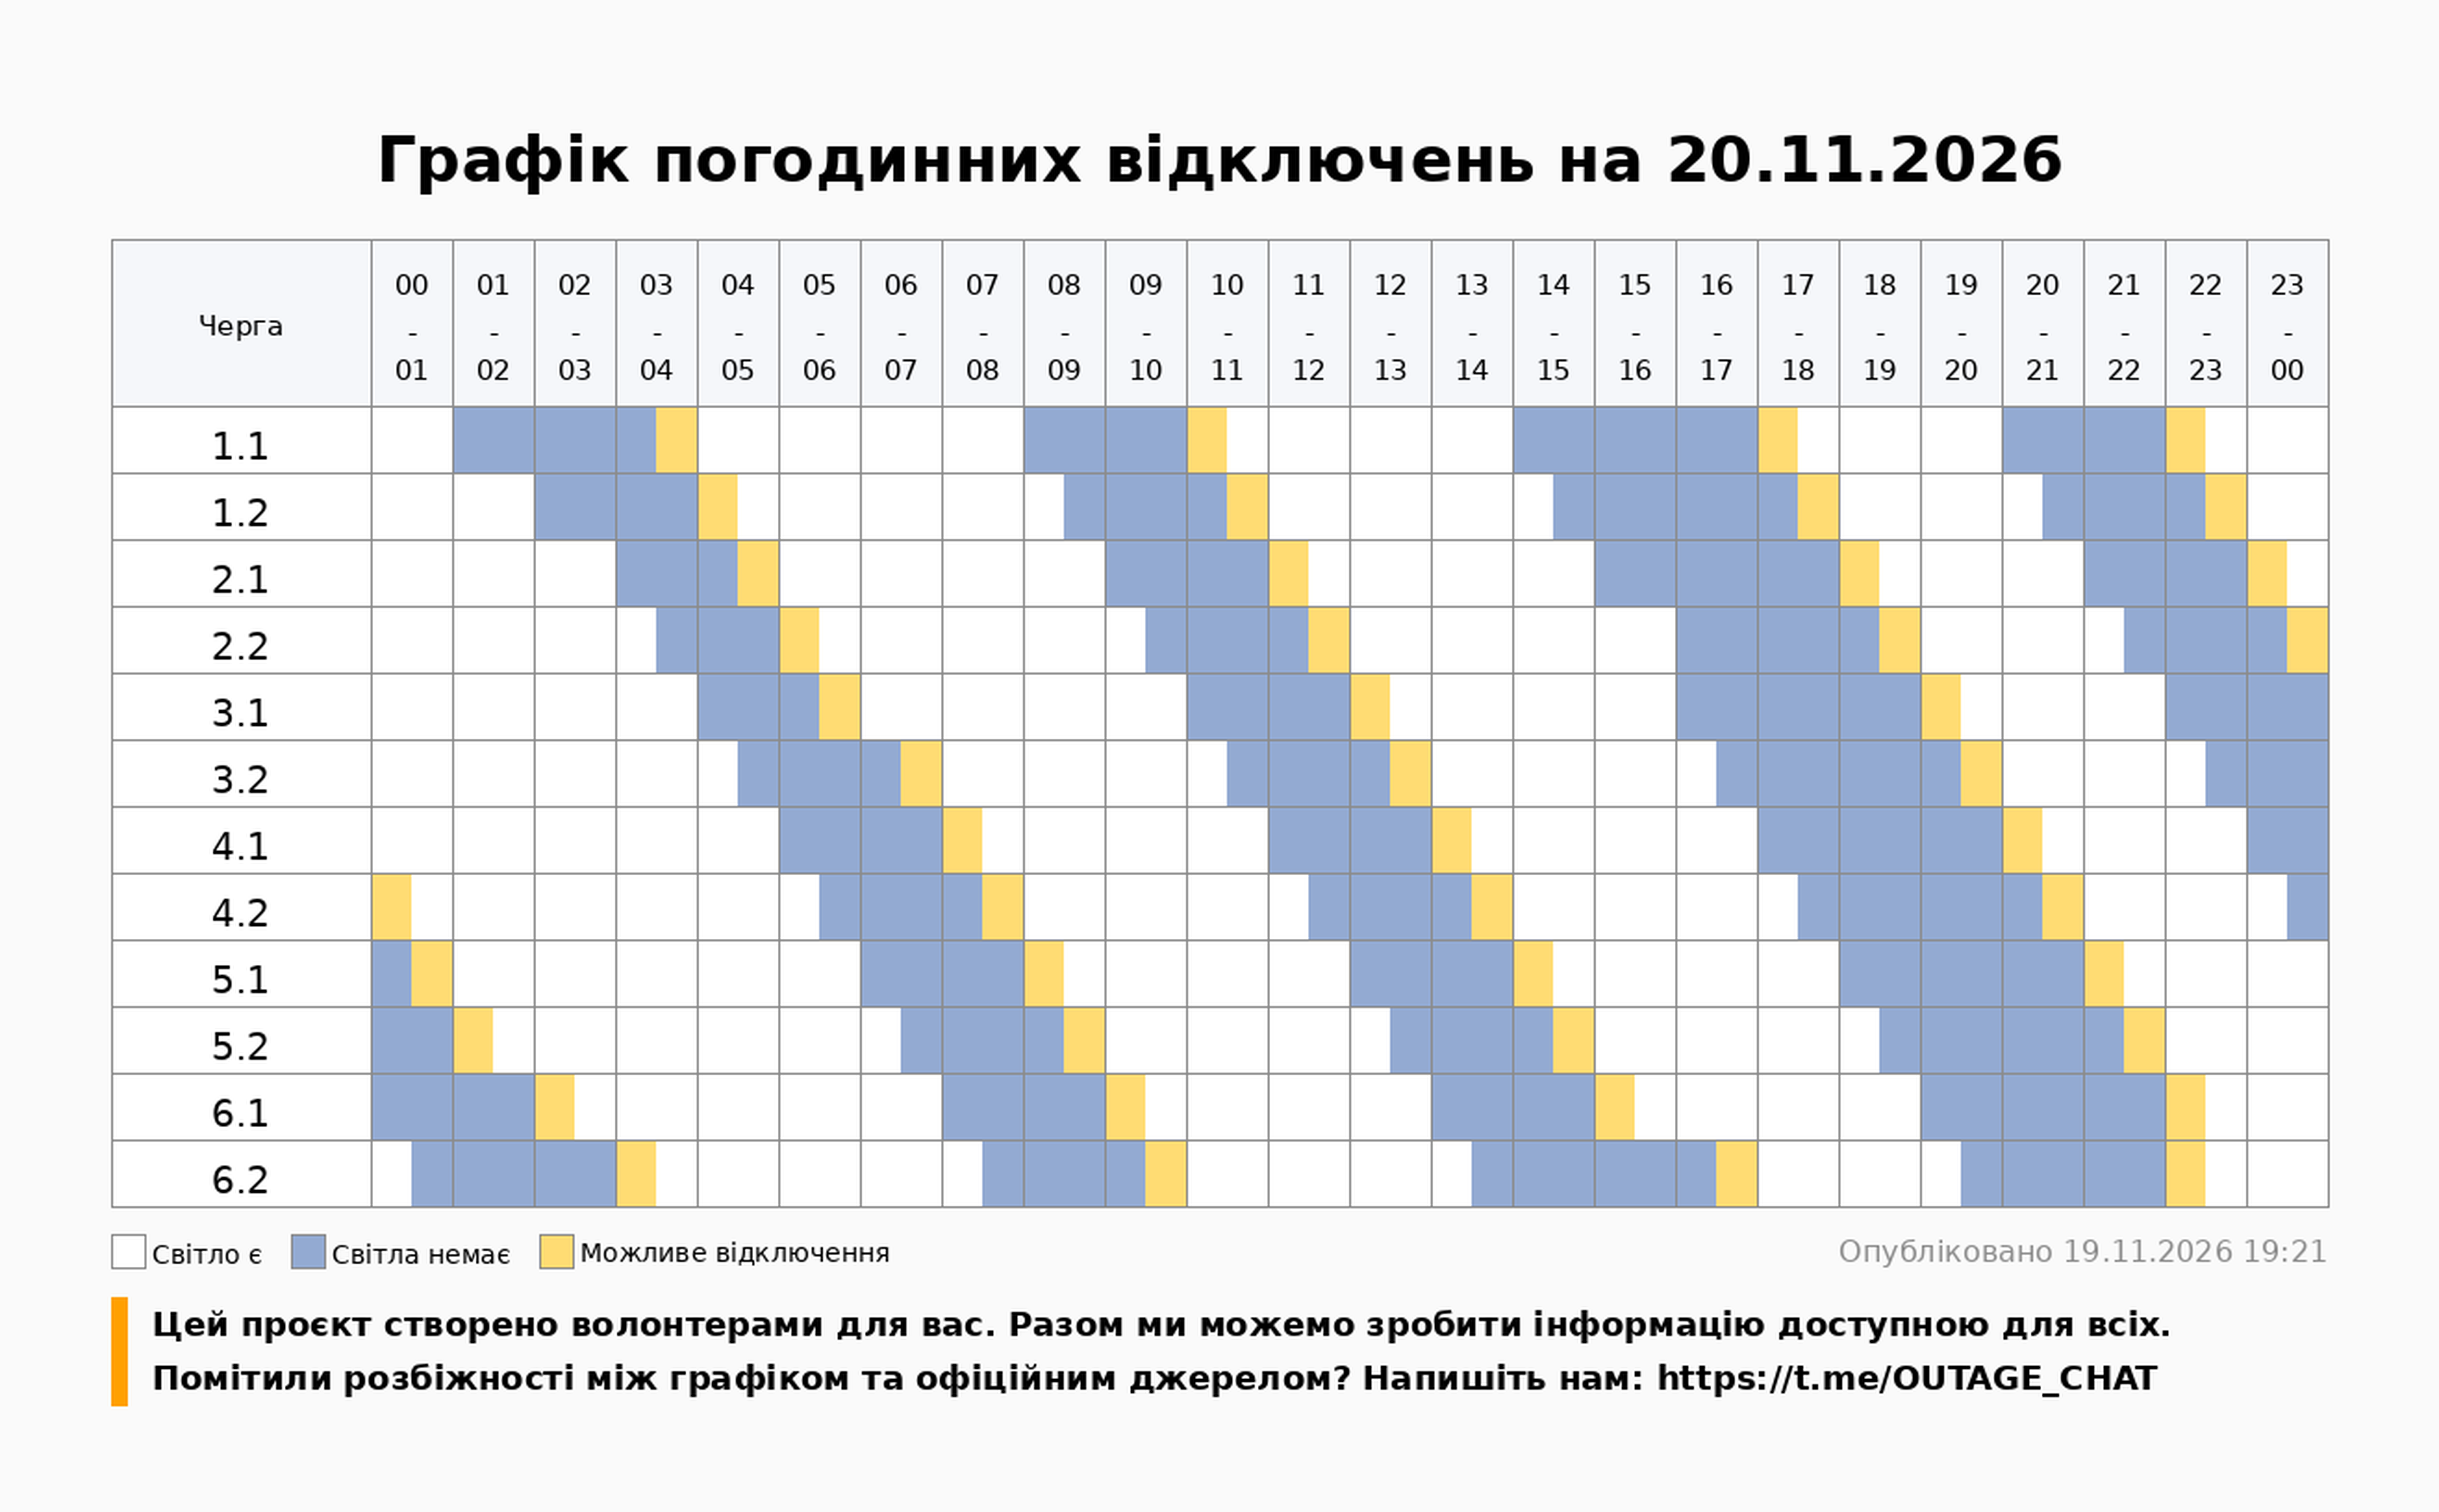 Графік погодинних відключень на 20.11.2026
Черга
00 - 01
01 - 02
02 - 03
03 - 04
04 - 05
05 - 06
06 - 07
07 - 08
08 - 09
09 - 10
10 - 11
11 - 12
12 - 13
13 - 14
14 - 15
15 - 16
16 - 17
17 - 18
18 - 19
19 - 20
20 - 21
21 - 22
22 - 23
23 - 00
1.1
1.2
2.1
2.2
3.1
3.2
4.1
4.2
5.1
5.2
6.1
6.2
Світло є
Світла немає
Можливе відключення
Опубліковано 19.11.2026 19:21
Цей проєкт створено волонтерами для вас. Разом ми можемо зробити інформацію доступною для всіх.
Помітили розбіжності між графіком та офіційним джерелом? Напишіть нам: https://t.me/OUTAGE_CHAT